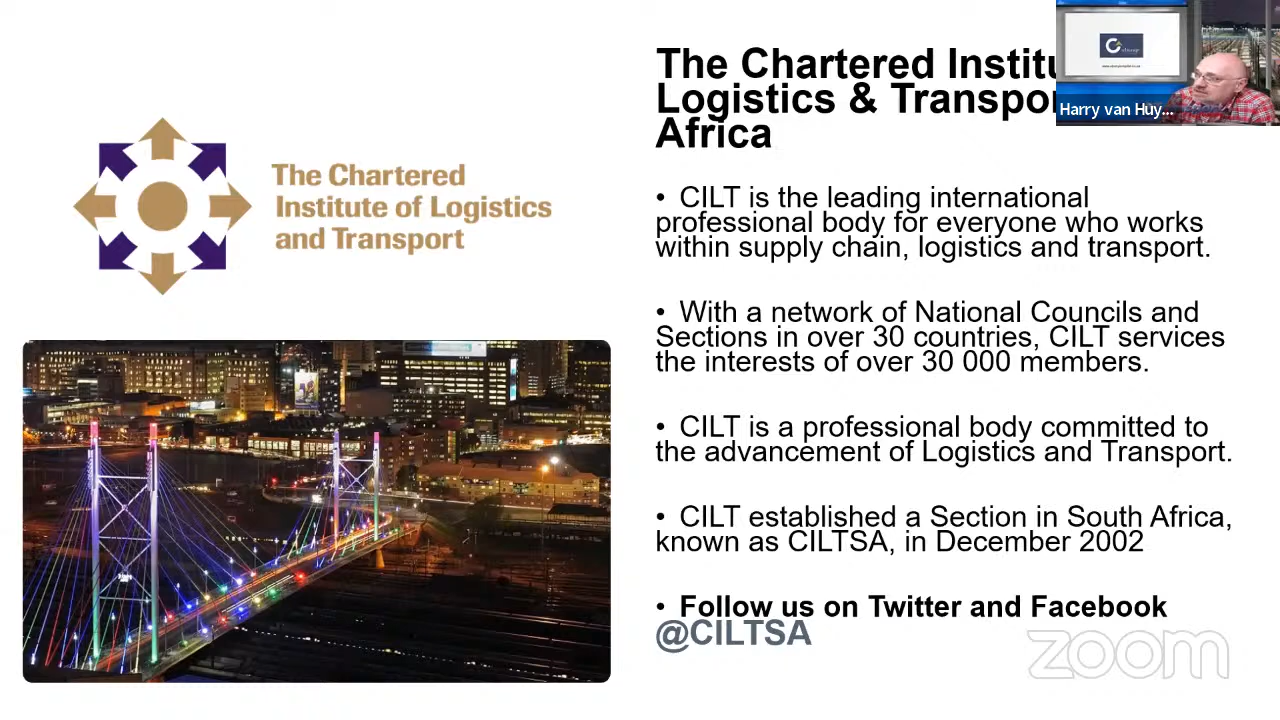 The Chartered
Institute of Logistics
and Transport
The Chartered Institu
Logistics & Transpor
Africa
• CILT is the leading international
professional body for everyone who works
within supply chain, logistics and transport.
• With a network of National Councils and
Sections in over 30 countries, CILT services
the interests of over 30 000 members.
• CILT is a professional body committed to
the advancement of Logistics and Transport.
• CILT established a Section in South Africa,
known as CILTSA, in December 2002
• Follow us on Twitter and Facebook
@CILTSA
Harry van Huy...
zoom